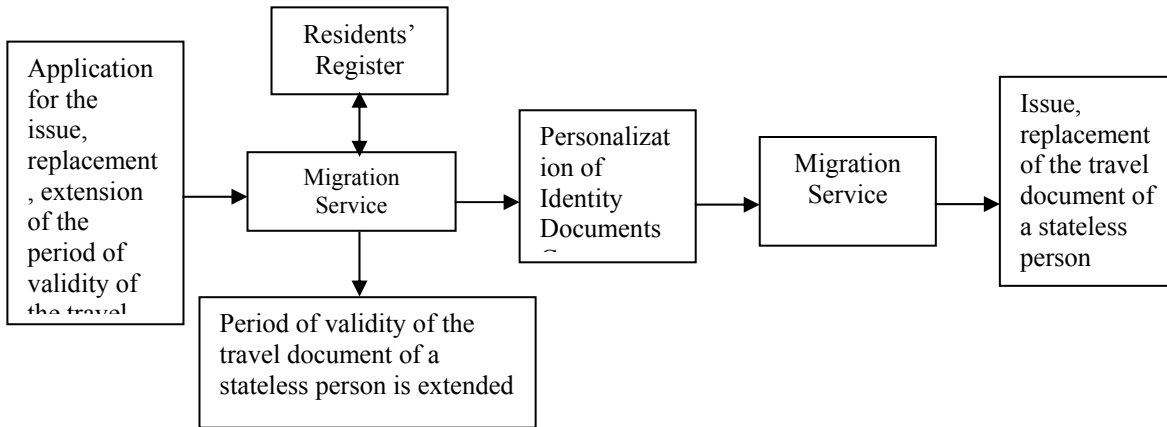 Application
for the
issue,
replacement
, extension
of the
period of
validity of
the travel
Residents'
Register
Migration
Service
Period of validity of the
travel document of a
stateless person is extended
Personalizat
ion of
Identity
Documents
Migration
Service
Issue,
replacement
of the travel
document of
a stateless
person